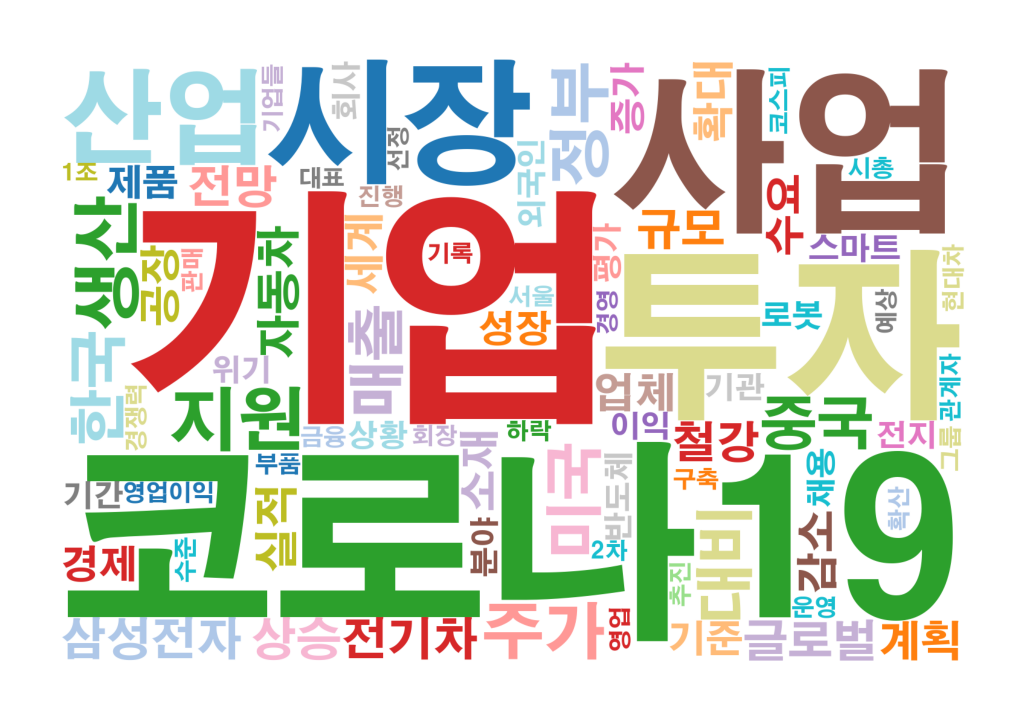 산업
기업들
시장
회사
선정
정부
증가
확대
사업
코스피
1조
제품
전망
대표
진행
외국인
수요
시총
생산
공장
판매
자동차
기업
세계
기록
서울
평가
규모
투자
스마트
현대차
한국
경쟁력
위기
매출
성장
경영
로봇
예상
지원
업체
기관
관계자
금융
상황
회장
하락
이익
철강
중국
전지
그룹
코로나19
부품
기간
영업이익
실적
소재
미국
반도체
구축
채용
확산
경제
수준
분야
2차
추진
대비
감소
운영
삼성전자
상승
전기차
주가
영업
기준
글로벌
계획